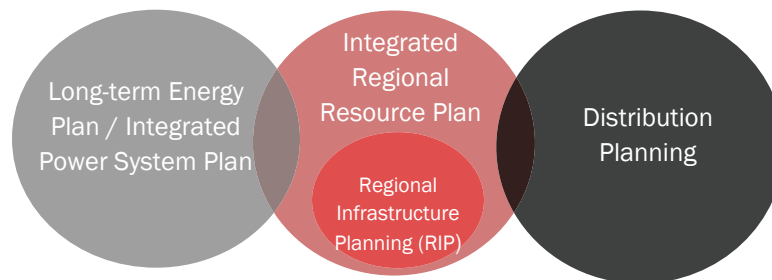 Long-term Energy
Plan / Integrated
Power System Plan
Integrated
Regional
Resource Plan
Regional
Infrastructure
Planning (RIP)
Distribution
Planning